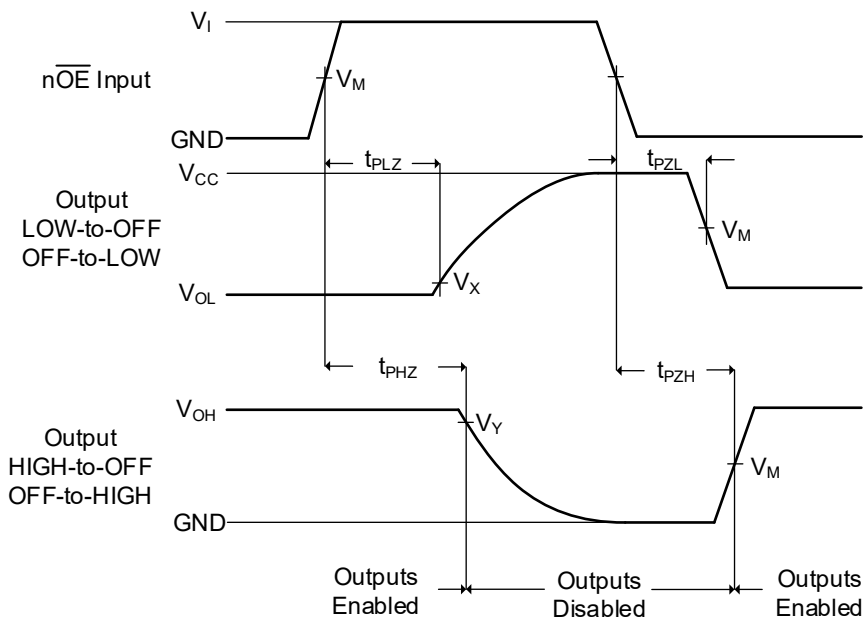 V_I
nO̅E̅ Input
V_M
GND
t_PLZ
t_PZL
V_CC
Output
LOW-to-OFF
OFF-to-LOW
V_M
V_X
V_OL
t_PHZ
t_PZH
V_OH
V_Y
Output
HIGH-to-OFF
OFF-to-HIGH
V_M
GND
Outputs
Enabled
Outputs
Disabled
Outputs
Enabled